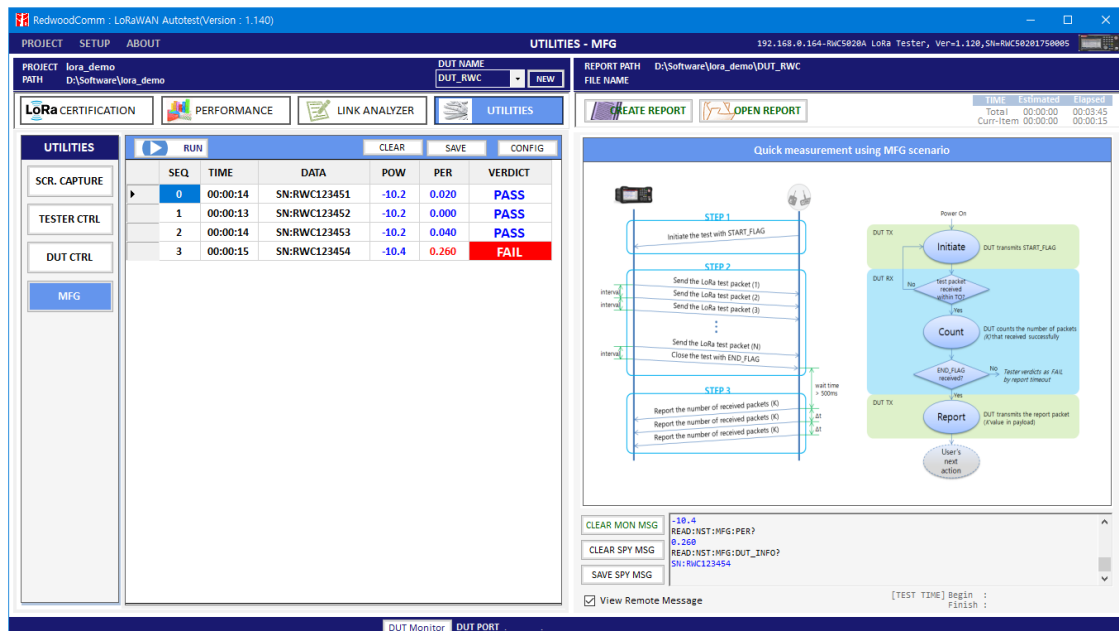 RedwoodComm : LoRaWAN Autotest(Version : 1.140)
PROJECT SETUP ABOUT UTILITIES - MFG 192.168.0.164-RWC5020A LoRa Tester, Ver=1.120,SN=RWC50201750005
PROJECT lora_demo
PATH D:\Software\lora_demo
DUT NAME
DUT_RWC NEW
REPORT PATH D:\Software\lora_demo\DUT_RWC
FILE NAME
LoRa CERTIFICATION PERFORMANCE LINK ANALYZER UTILITIES
CREATE REPORT OPEN REPORT
TIME Estimated Elapsed
Total 00:00:00 00:03:45
Curr-Item 00:00:00 00:00:15
UTILITIES
SCR. CAPTURE
TESTER CTRL
DUT CTRL
MFG
RUN CLEAR SAVE CONFIG
SEQ TIME DATA POW PER VERDICT
0 00:00:14 SN:RWC123451 -10.2 0.020 PASS
1 00:00:13 SN:RWC123452 -10.2 0.000 PASS
2 00:00:14 SN:RWC123453 -10.2 0.040 PASS
3 00:00:15 SN:RWC123454 -10.4 0.260 FAIL
Quick measurement using MFG scenario
STEP 1
Initiate the test with START_FLAG
STEP 2
Send the LoRa test packet (1)
interval
Send the LoRa test packet (2)
interval
Send the LoRa test packet (3)
Send the LoRa test packet (N)
interval
Close the test with END_FLAG
wait time
> 500ms
STEP 3
Report the number of received packets (K)
Δt
Report the number of received packets (K)
Δt
Report the number of received packets (K)
Power On
DUT TX
Initiate
DUT transmits START_FLAG
DUT RX
No
test packet
received
within TO?
Yes
Count
DUT counts the number of packets
(K)that received successfully
END_FLAG
received?
No
Tester verdicts as FAIL
by report timeout
Yes
DUT TX
Report
DUT transmits the report packet
(K value in payload)
User's
next
action
CLEAR MON MSG
CLEAR SPY MSG
SAVE SPY MSG
-10.4
READ:NST:MFG:PER?
0.260
READ:NST:MFG:DUT_INFO?
SN:RWC123454
View Remote Message
[TEST TIME] Begin :
Finish :
DUT Monitor DUT PORT